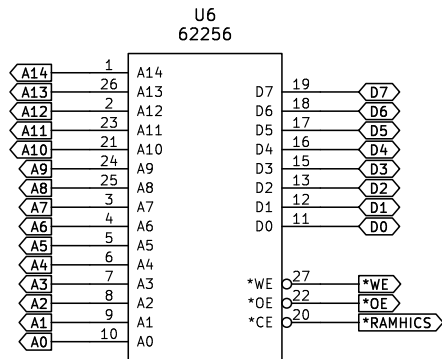 U6
62256
A14 1 A14
A13 26 A13
A12 2 A12
A11 23 A11
A10 21 A10
A9 24 A9
A8 25 A8
A7 3 A7
A6 4 A6
A5 5 A5
A4 6 A4
A3 7 A3
A2 8 A2
A1 9 A1
A0 10 A0
D7 19 D7
D6 18 D6
D5 17 D5
D4 16 D4
D3 15 D3
D2 13 D2
D1 12 D1
D0 11 D0
*WE 27 *WE
*OE 22 *OE
*CE 20 *RAMHICS